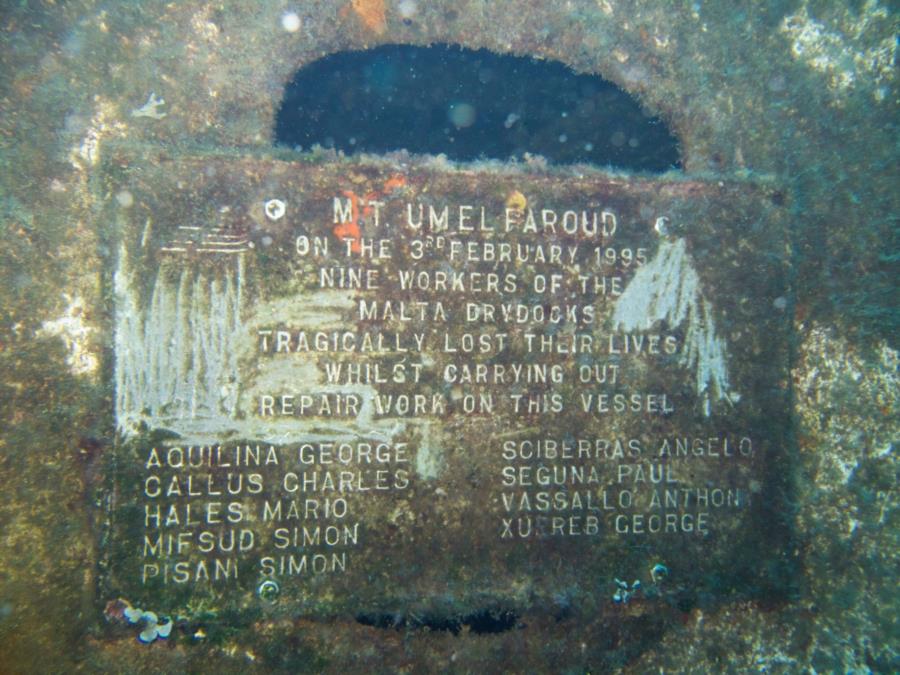 M.T. UM EL FAROUD
ON THE 3RD FEBRUARY 1995
NINE WORKERS OF THE
MALTA DRYDOCKS
TRAGICALLY LOST THEIR LIVES
WHILST CARRYING OUT
REPAIR WORK ON THIS VESSEL
AQUILINA GEORGE
CALLUS CHARLES
HALES MARIO
MIFSUD SIMON
PISANI SIMON
SCIBERRAS ANGELO
SEGUNA PAUL
VASSALLO ANTHON
XUEREB GEORGE